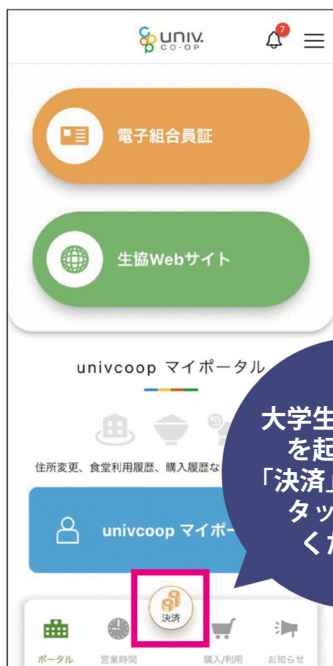 univ.
CO-OP
7
電子組合員証
生協Webサイト
univcoop マイポータル
住所変更、食堂利用履歴、購入履歴な
univcoop マイポー
大学生
を起
「決済」
タッ
くだ
決済
ポータル
営業時間
購入/利用
お知らせ